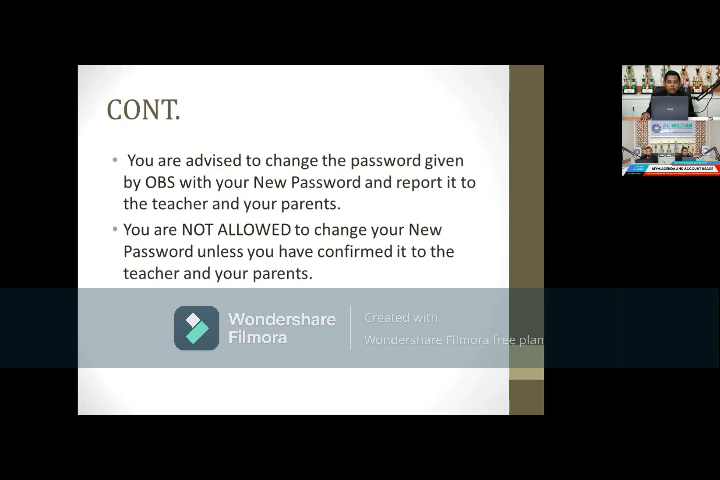 CONT.
• You are advised to change the password given
by OBS with your New Password and report it to
the teacher and your parents.
• You are NOT ALLOWED to change your New
Password unless you have confirmed it to the
teacher and your parents.
Wondershare
Filmora
Created with
Wondershare Filmora free plan